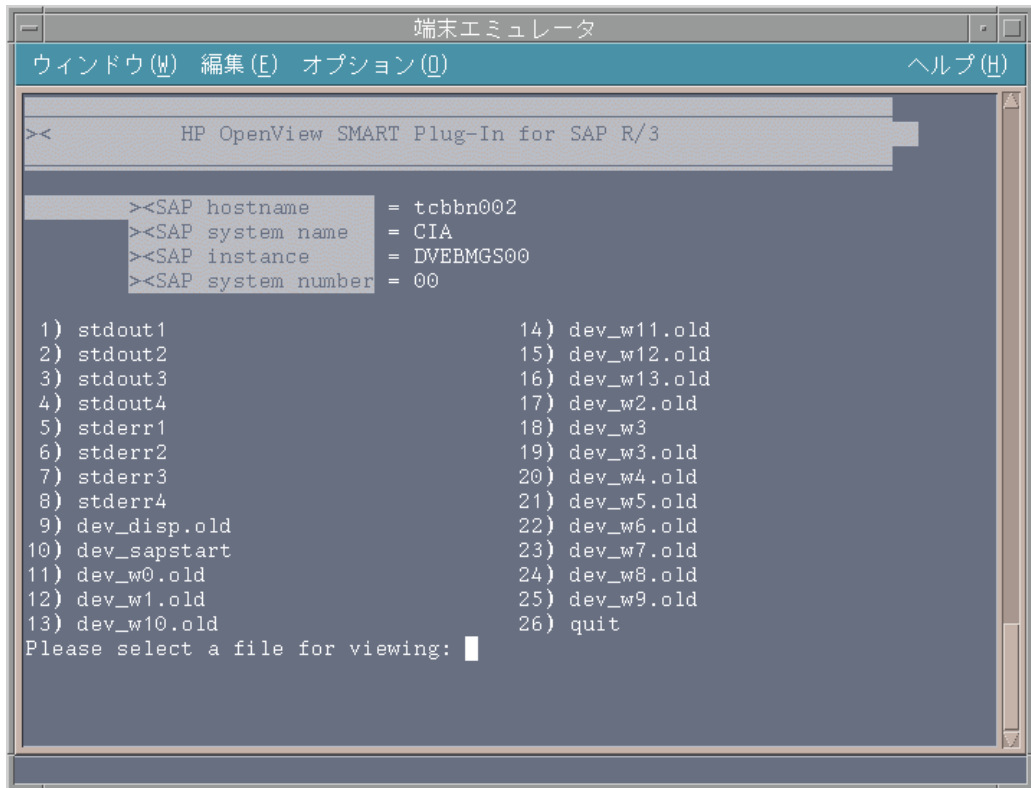 端末エミュレータ
ウィンドウ(W) 編集(E) オプション(O) ヘルプ(H)
>< HP OpenView SMART Plug-In for SAP R/3
><SAP hostname = tcbbn002
><SAP system name = CIA
><SAP instance = DVEBMGS00
><SAP system number = 00
1) stdout1 14) dev_w11.old
2) stdout2 15) dev_w12.old
3) stdout3 16) dev_w13.old
4) stdout4 17) dev_w2.old
5) stderr1 18) dev_w3
6) stderr2 19) dev_w3.old
7) stderr3 20) dev_w4.old
8) stderr4 21) dev_w5.old
9) dev_disp.old 22) dev_w6.old
10) dev_sapstart 23) dev_w7.old
11) dev_w0.old 24) dev_w8.old
12) dev_w1.old 25) dev_w9.old
13) dev_w10.old 26) quit
Please select a file for viewing: